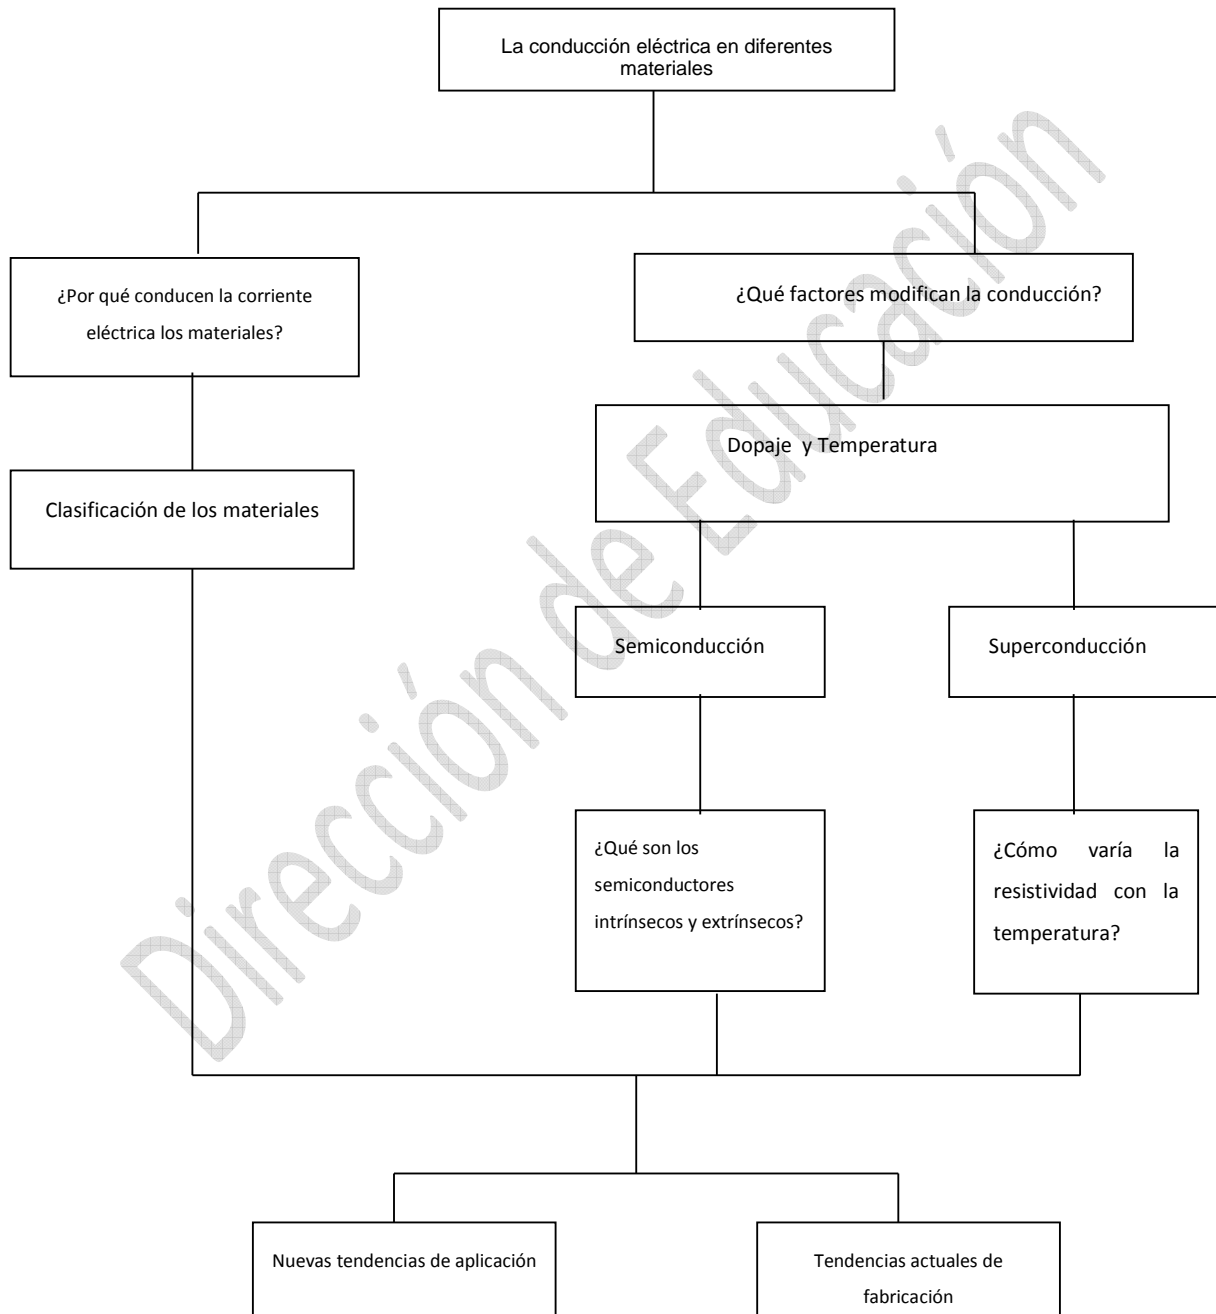 La conducción eléctrica en diferentes
materiales
¿Por qué conducen la corriente
eléctrica los materiales?
¿Qué factores modifican la conducción?
Dopaje y Temperatura
Clasificación de los materiales
Semiconducción
Superconducción
¿Qué son los
semiconductores
intrínsecos y extrínsecos?
¿Cómo varía la
resistividad con la
temperatura?
Nuevas tendencias de aplicación
Tendencias actuales de
fabricación
Dirección de Educación